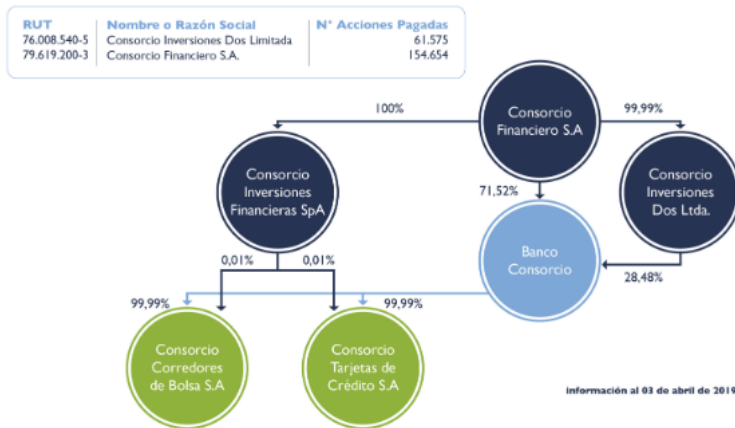 RUT Nombre o Razón Social N° Acciones Pagadas
76.008.540-5 Consorcio Inversiones Dos Limitada 61.575
79.619.200-3 Consorcio Financiero S.A. 154.654
100%
Consorcio
Financiero S.A
99,99%
Consorcio
Inversiones
Financieras SpA
71,52%
Consorcio
Inversiones
Dos Ltda.
Banco
Consorcio
28,48%
0,01%
0,01%
99,99%
99,99%
Consorcio
Corredores
de Bolsa S.A
Consorcio
Tarjetas de
Crédito S.A
información al 03 de abril de 2019